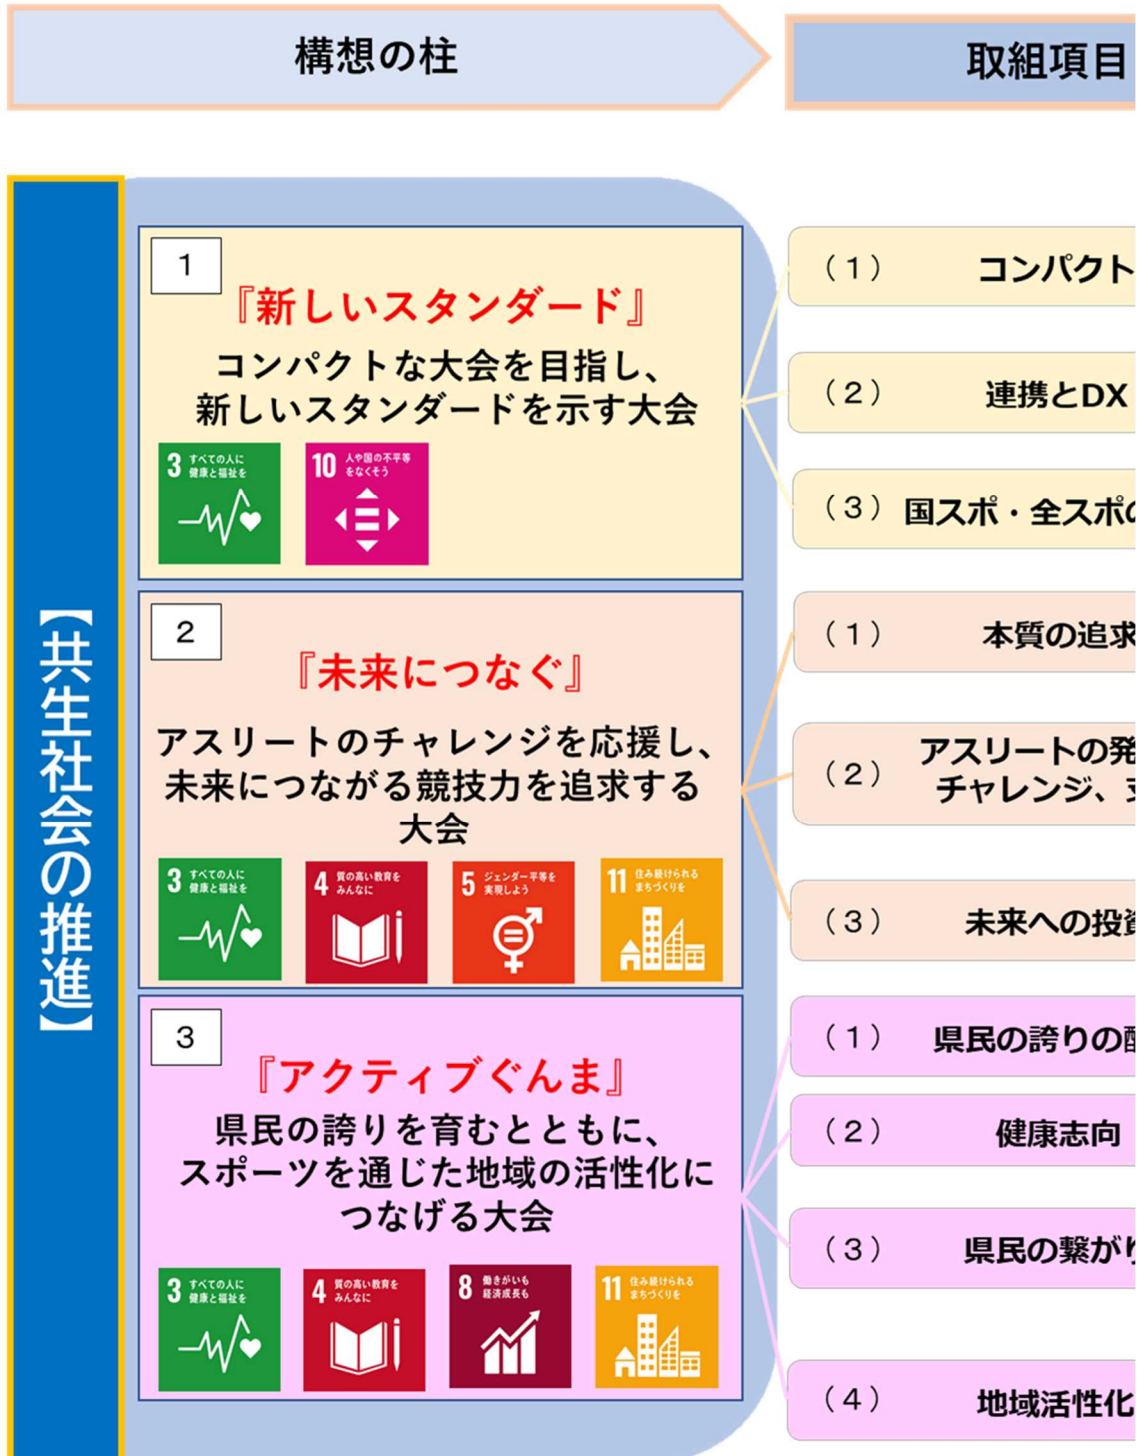 構想の柱
取組項目
【共生社会の推進】
1
『新しいスタンダード』
コンパクトな大会を目指し、
新しいスタンダードを示す大会
3 すべての人に
健康と福祉を
10 人や国の不平等
をなくそう
(1) コンパクト
(2) 連携とDX
(3) 国スポ・全スポの
2
『未来につなぐ』
アスリートのチャレンジを応援し、
未来につながる競技力を追求する
大会
3 すべての人に
健康と福祉を
4 質の高い教育を
みんなに
5 ジェンダー平等を
実現しよう
11 住み続けられる
まちづくりを
(1) 本質の追求
(2) アスリートの発
チャレンジ、
(3) 未来への投資
3
『アクティブぐんま』
県民の誇りを育むとともに、
スポーツを通じた地域の活性化に
つなげる大会
3 すべての人に
健康と福祉を
4 質の高い教育を
みんなに
8 働きがいも
経済成長も
11 住み続けられる
まちづくりを
(1) 県民の誇りの
(2) 健康志向
(3) 県民の繋がり
(4) 地域活性化